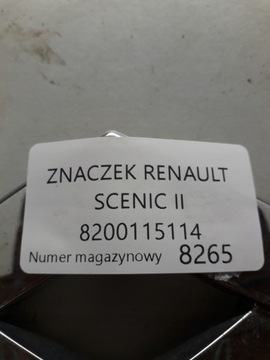 ZNACZEK RENAULT
SCENIC II
8200115114
Numer magazynowy 8265